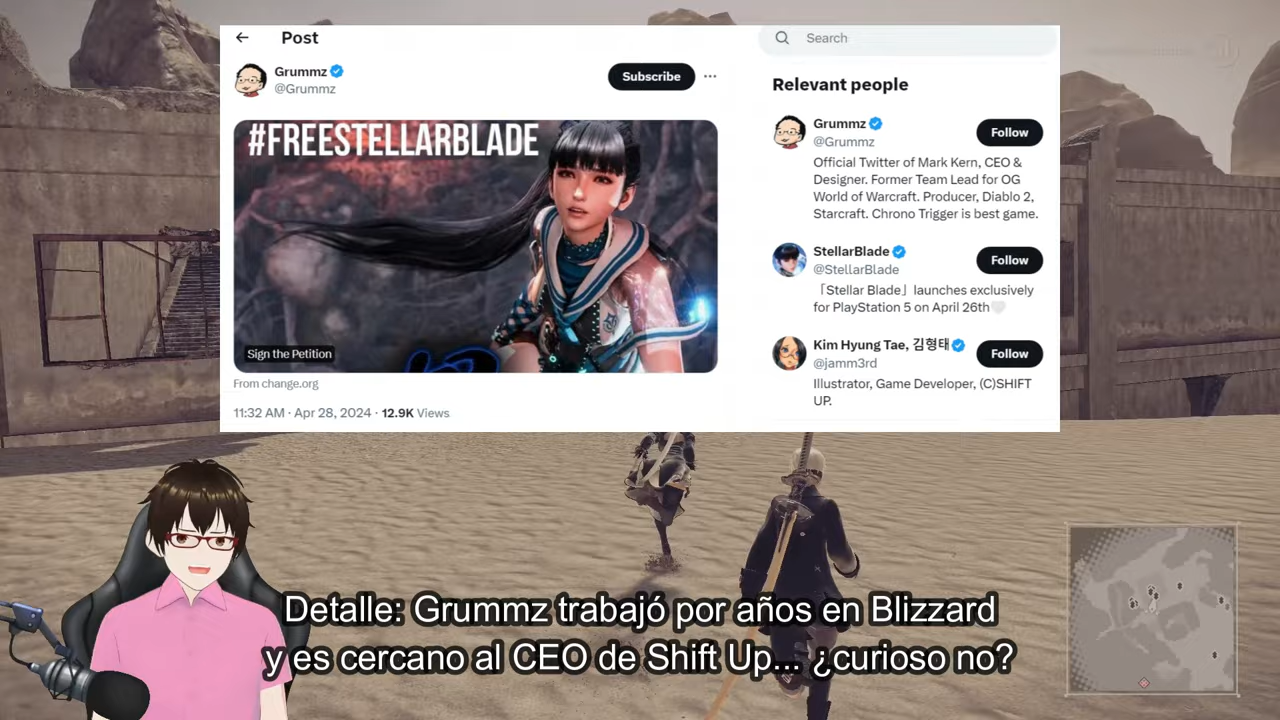 Post
Search
Grummz
@Grummz
Subscribe
#FREESTELLARBLADE
Sign the Petition
From change.org
11:32 AM · Apr 28, 2024 · 12.9K Views
Relevant people
Grummz
@Grummz
Follow
Official Twitter of Mark Kern, CEO &
Designer. Former Team Lead for OG
World of Warcraft. Producer, Diablo 2,
Starcraft. Chrono Trigger is best game.
StellarBlade
@StellarBlade
Follow
「Stellar Blade」launches exclusively
for PlayStation 5 on April 26th🤍
Kim Hyung Tae, 김형태
@jamm3rd
Follow
Illustrator, Game Developer, (C)SHIFT
UP.
Detalle: Grummz trabajó por años en Blizzard
y es cercano al CEO de Shift Up... ¿curioso no?